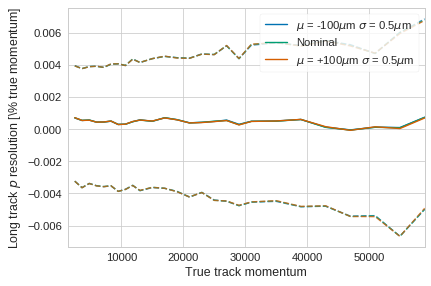 0.006
0.004
0.002
0.000
−0.002
−0.004
−0.006
Long track p resolution [\% true momentum]
μ = -100μm σ = 0.5μm
Nominal
μ = +100μm σ = 0.5μm
10000 20000 30000 40000 50000
True track momentum